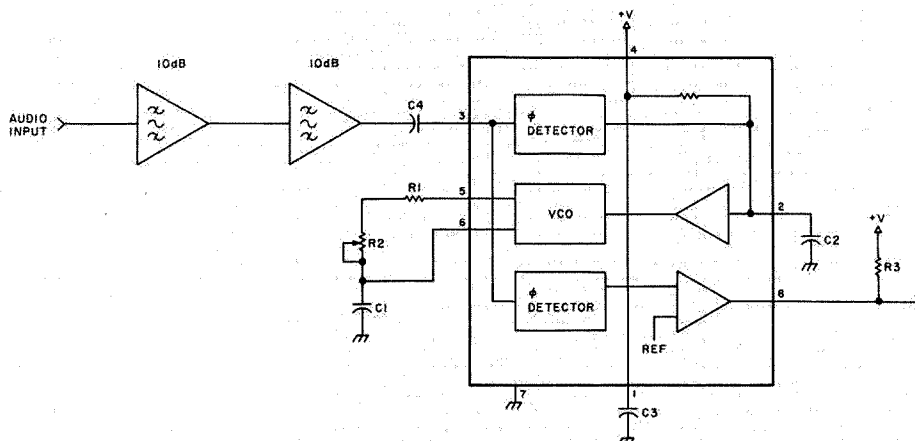 +V
4
10dB
10dB
AUDIO
INPUT
C4
3
ϕ
DETECTOR
R1
5
VCO
2
6
R2
C2
+V
R3
C1
ϕ
DETECTOR
8
REF
7
1
C3